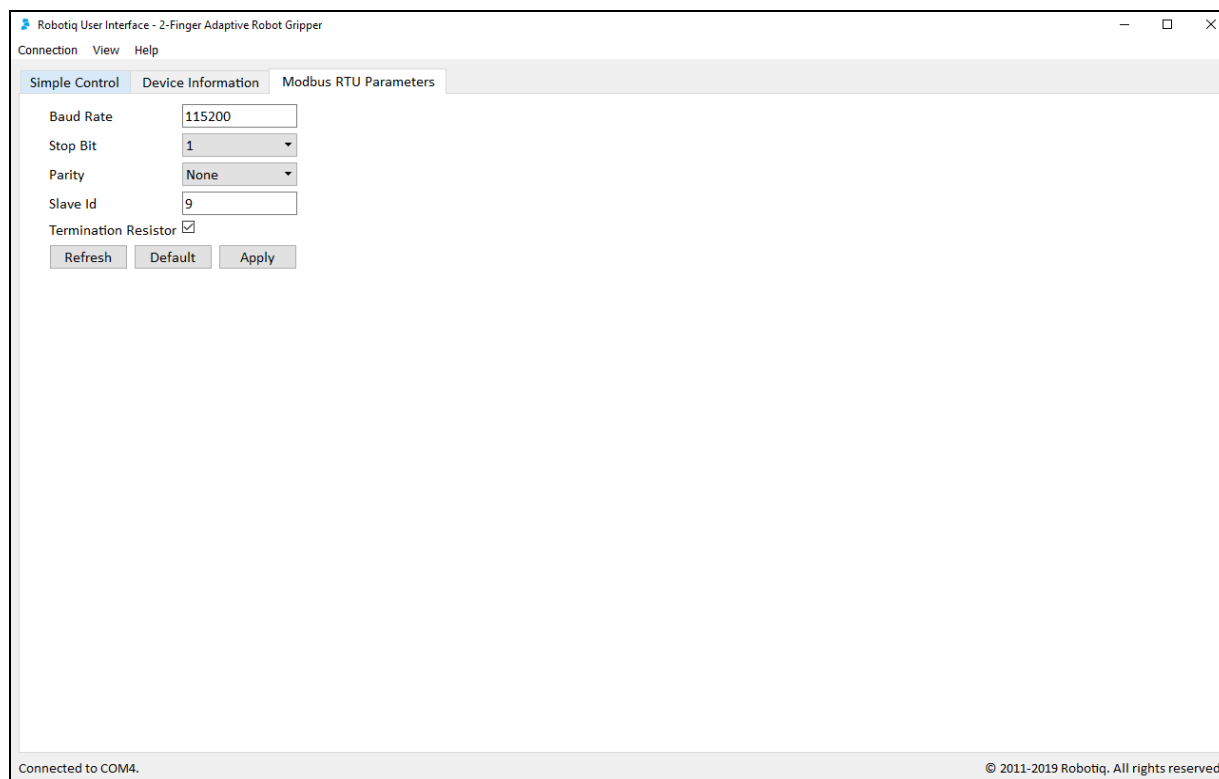 Robotiq User Interface - 2-Finger Adaptive Robot Gripper
Connection View Help
Simple Control Device Information Modbus RTU Parameters
Baud Rate 115200
Stop Bit 1
Parity None
Slave Id 9
Termination Resistor
Refresh Default Apply
Connected to COM4. © 2011-2019 Robotiq. All rights reserved